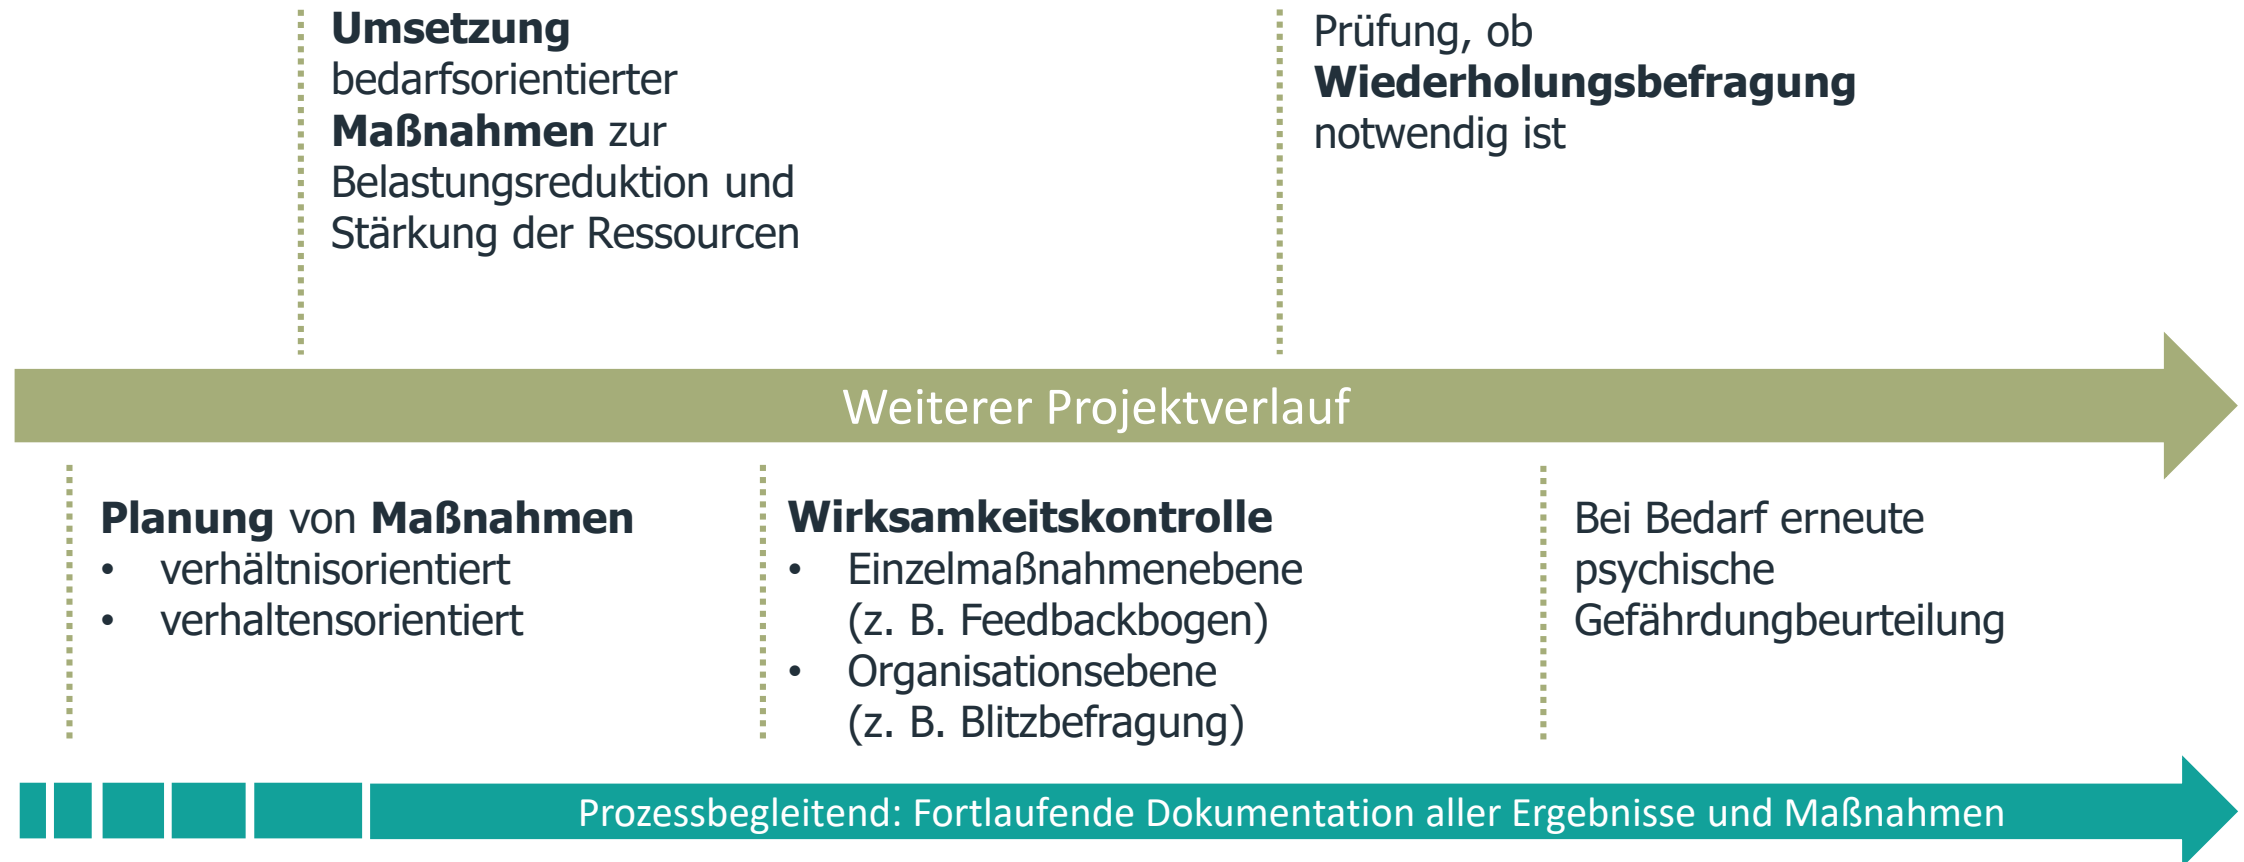 Umsetzung
bedarfsorientierter
Maßnahmen zur
Belastungsreduktion und
Stärkung der Ressourcen
Prüfung, ob
Wiederholungsbefragung
notwendig ist
Weiterer Projektverlauf
Planung von Maßnahmen
• verhältnisorientiert
• verhaltensorientiert
Wirksamkeitskontrolle
• Einzelmaßnahmenebene
(z. B. Feedbackbogen)
• Organisationsebene
(z. B. Blitzbefragung)
Bei Bedarf erneute
psychische
Gefährdungbeurteilung
Prozessbegleitend: Fortlaufende Dokumentation aller Ergebnisse und Maßnahmen